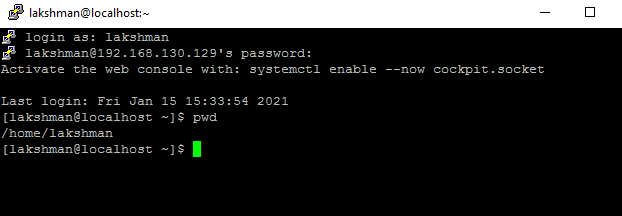 lakshman@localhost:~
login as: lakshman
lakshman@192.168.130.129's password:
Activate the web console with: systemctl enable --now cockpit.socket
Last login: Fri Jan 15 15:33:54 2021
[lakshman@localhost ~]$ pwd
/home/lakshman
[lakshman@localhost ~]$